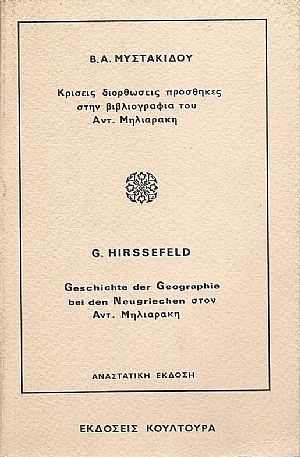 Β.Α. ΜΥΣΤΑΚΙΔΟΥ
Κρισεις διορθωσεις προσθηκες
στην βιβλιογραφια του
Αντ. Μηλιαρακη
G. HIRSSEFELD
Geschichte der Geographie
bei den Neugriechen στον
Αντ. Μηλιαρακη
ΑΝΑΣΤΑΤΙΚΗ ΕΚΔΟΣΗ
ΕΚΔΟΣΕΙΣ ΚΟΥΛΤΟΥΡΑ